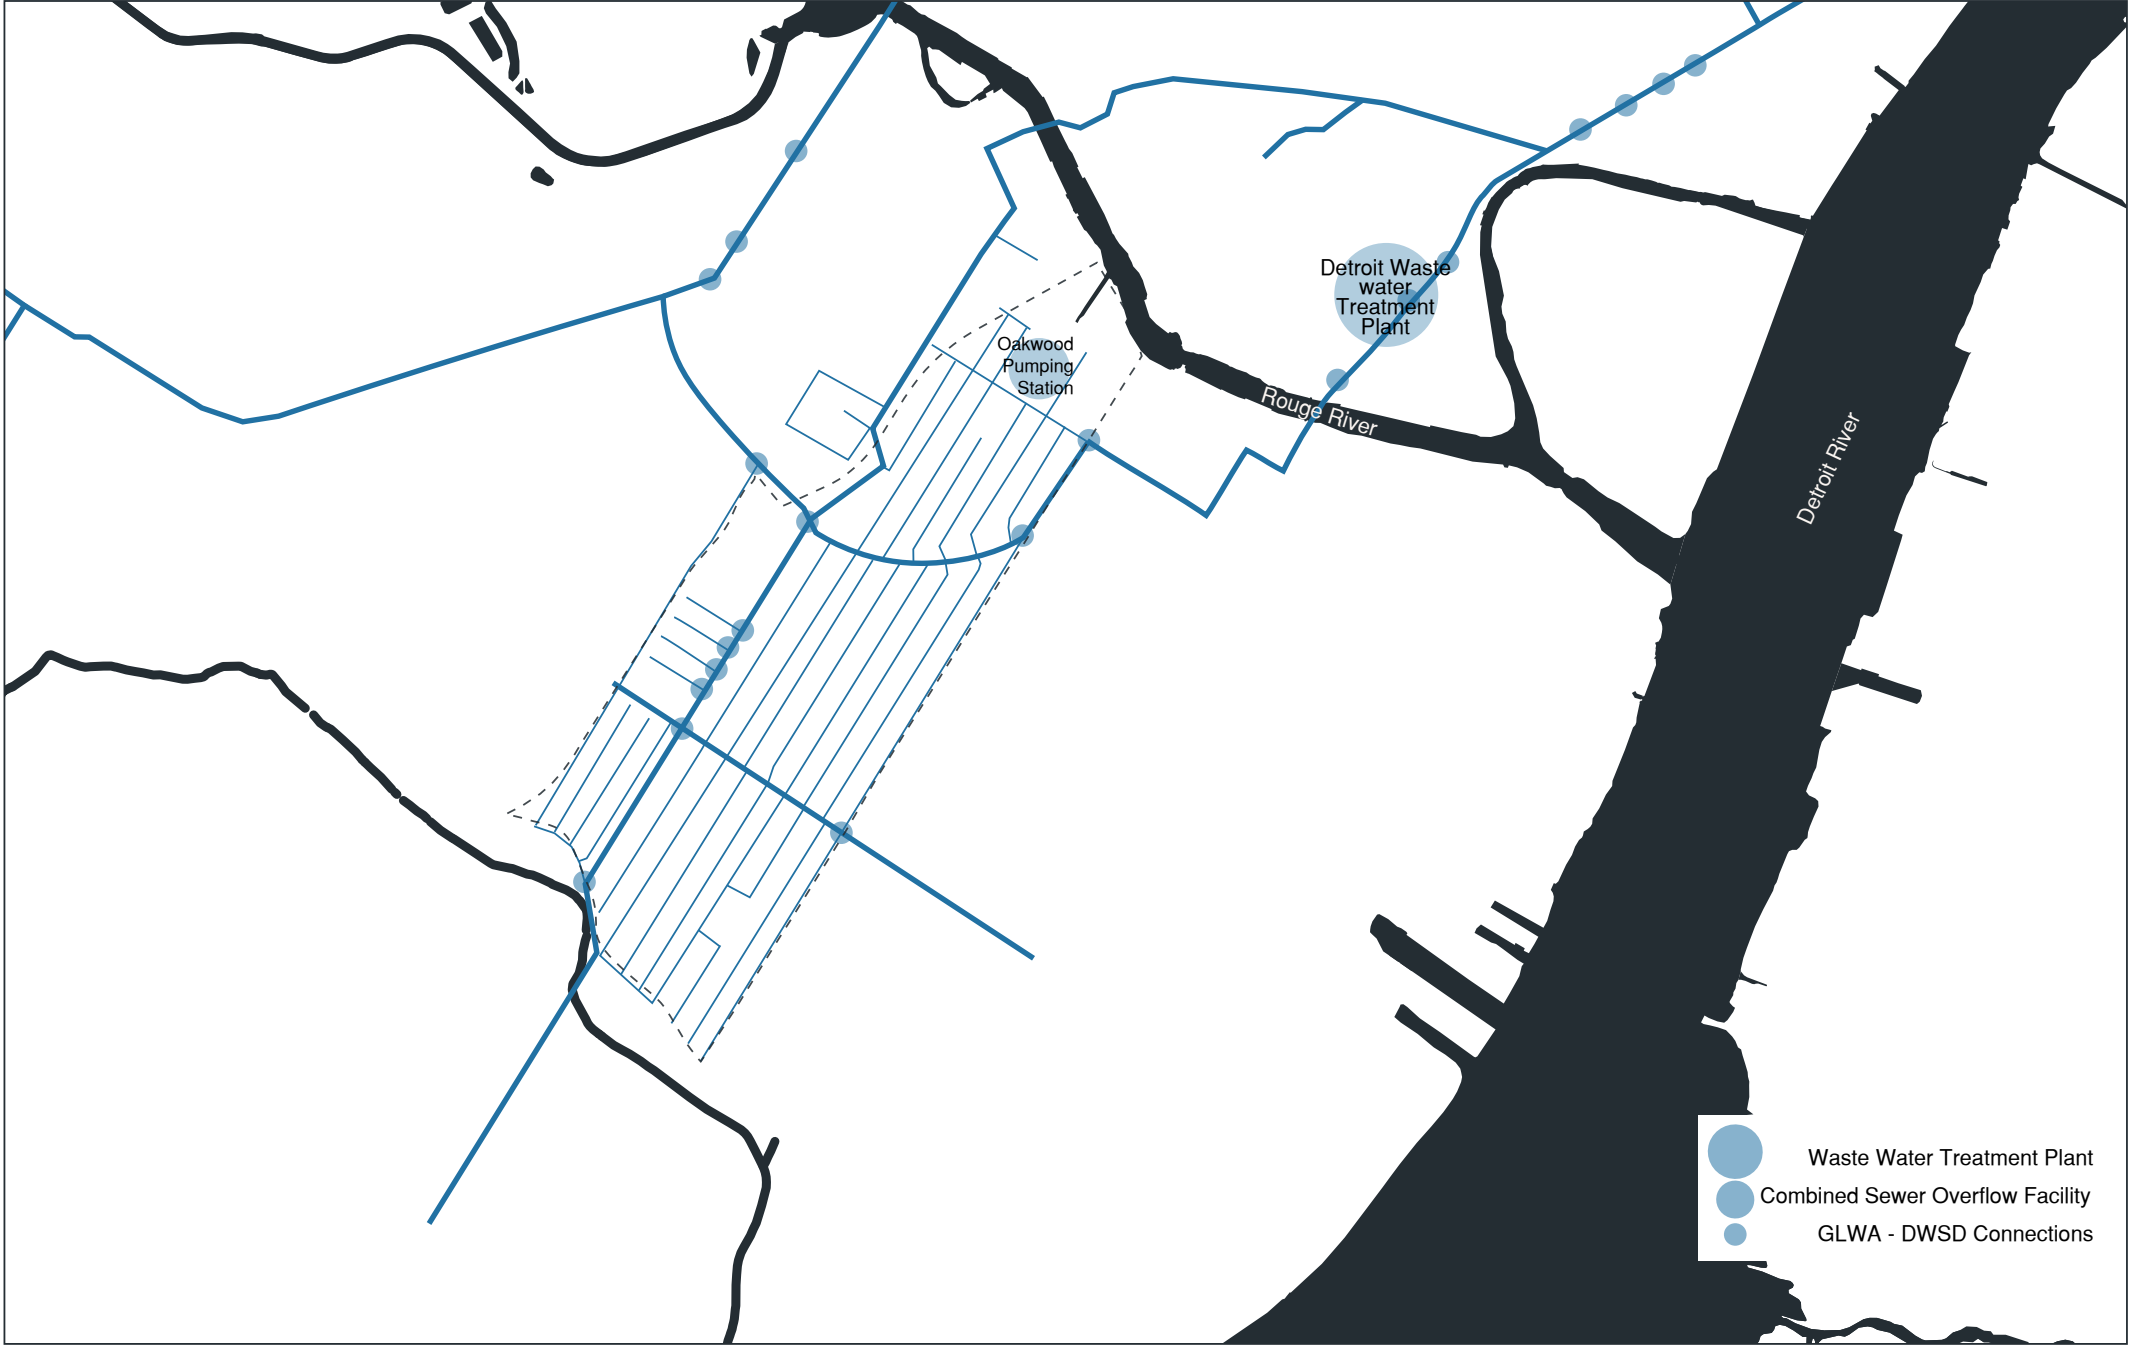 Detroit Waste
water
Treatment
Plant
Oakwood
Pumping
Station
Rouge River
Detroit River
Waste Water Treatment Plant
Combined Sewer Overflow Facility
GLWA - DWSD Connections